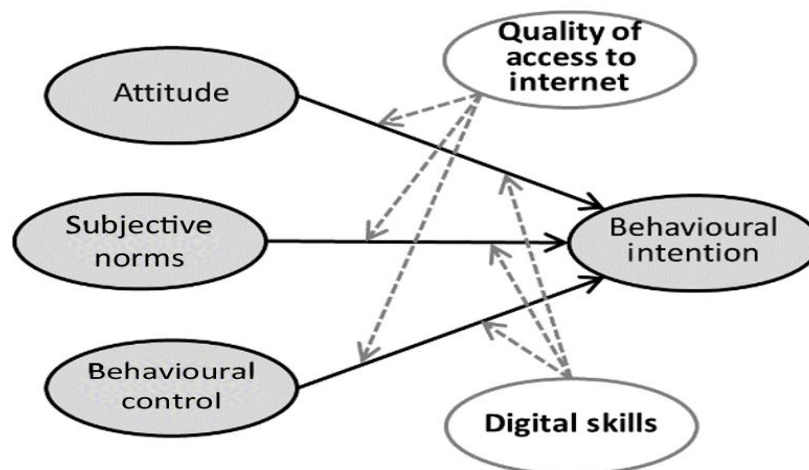 Quality of
access to
internet
Attitude
Subjective
norms
Behavioural
intention
Behavioural
control
Digital skills